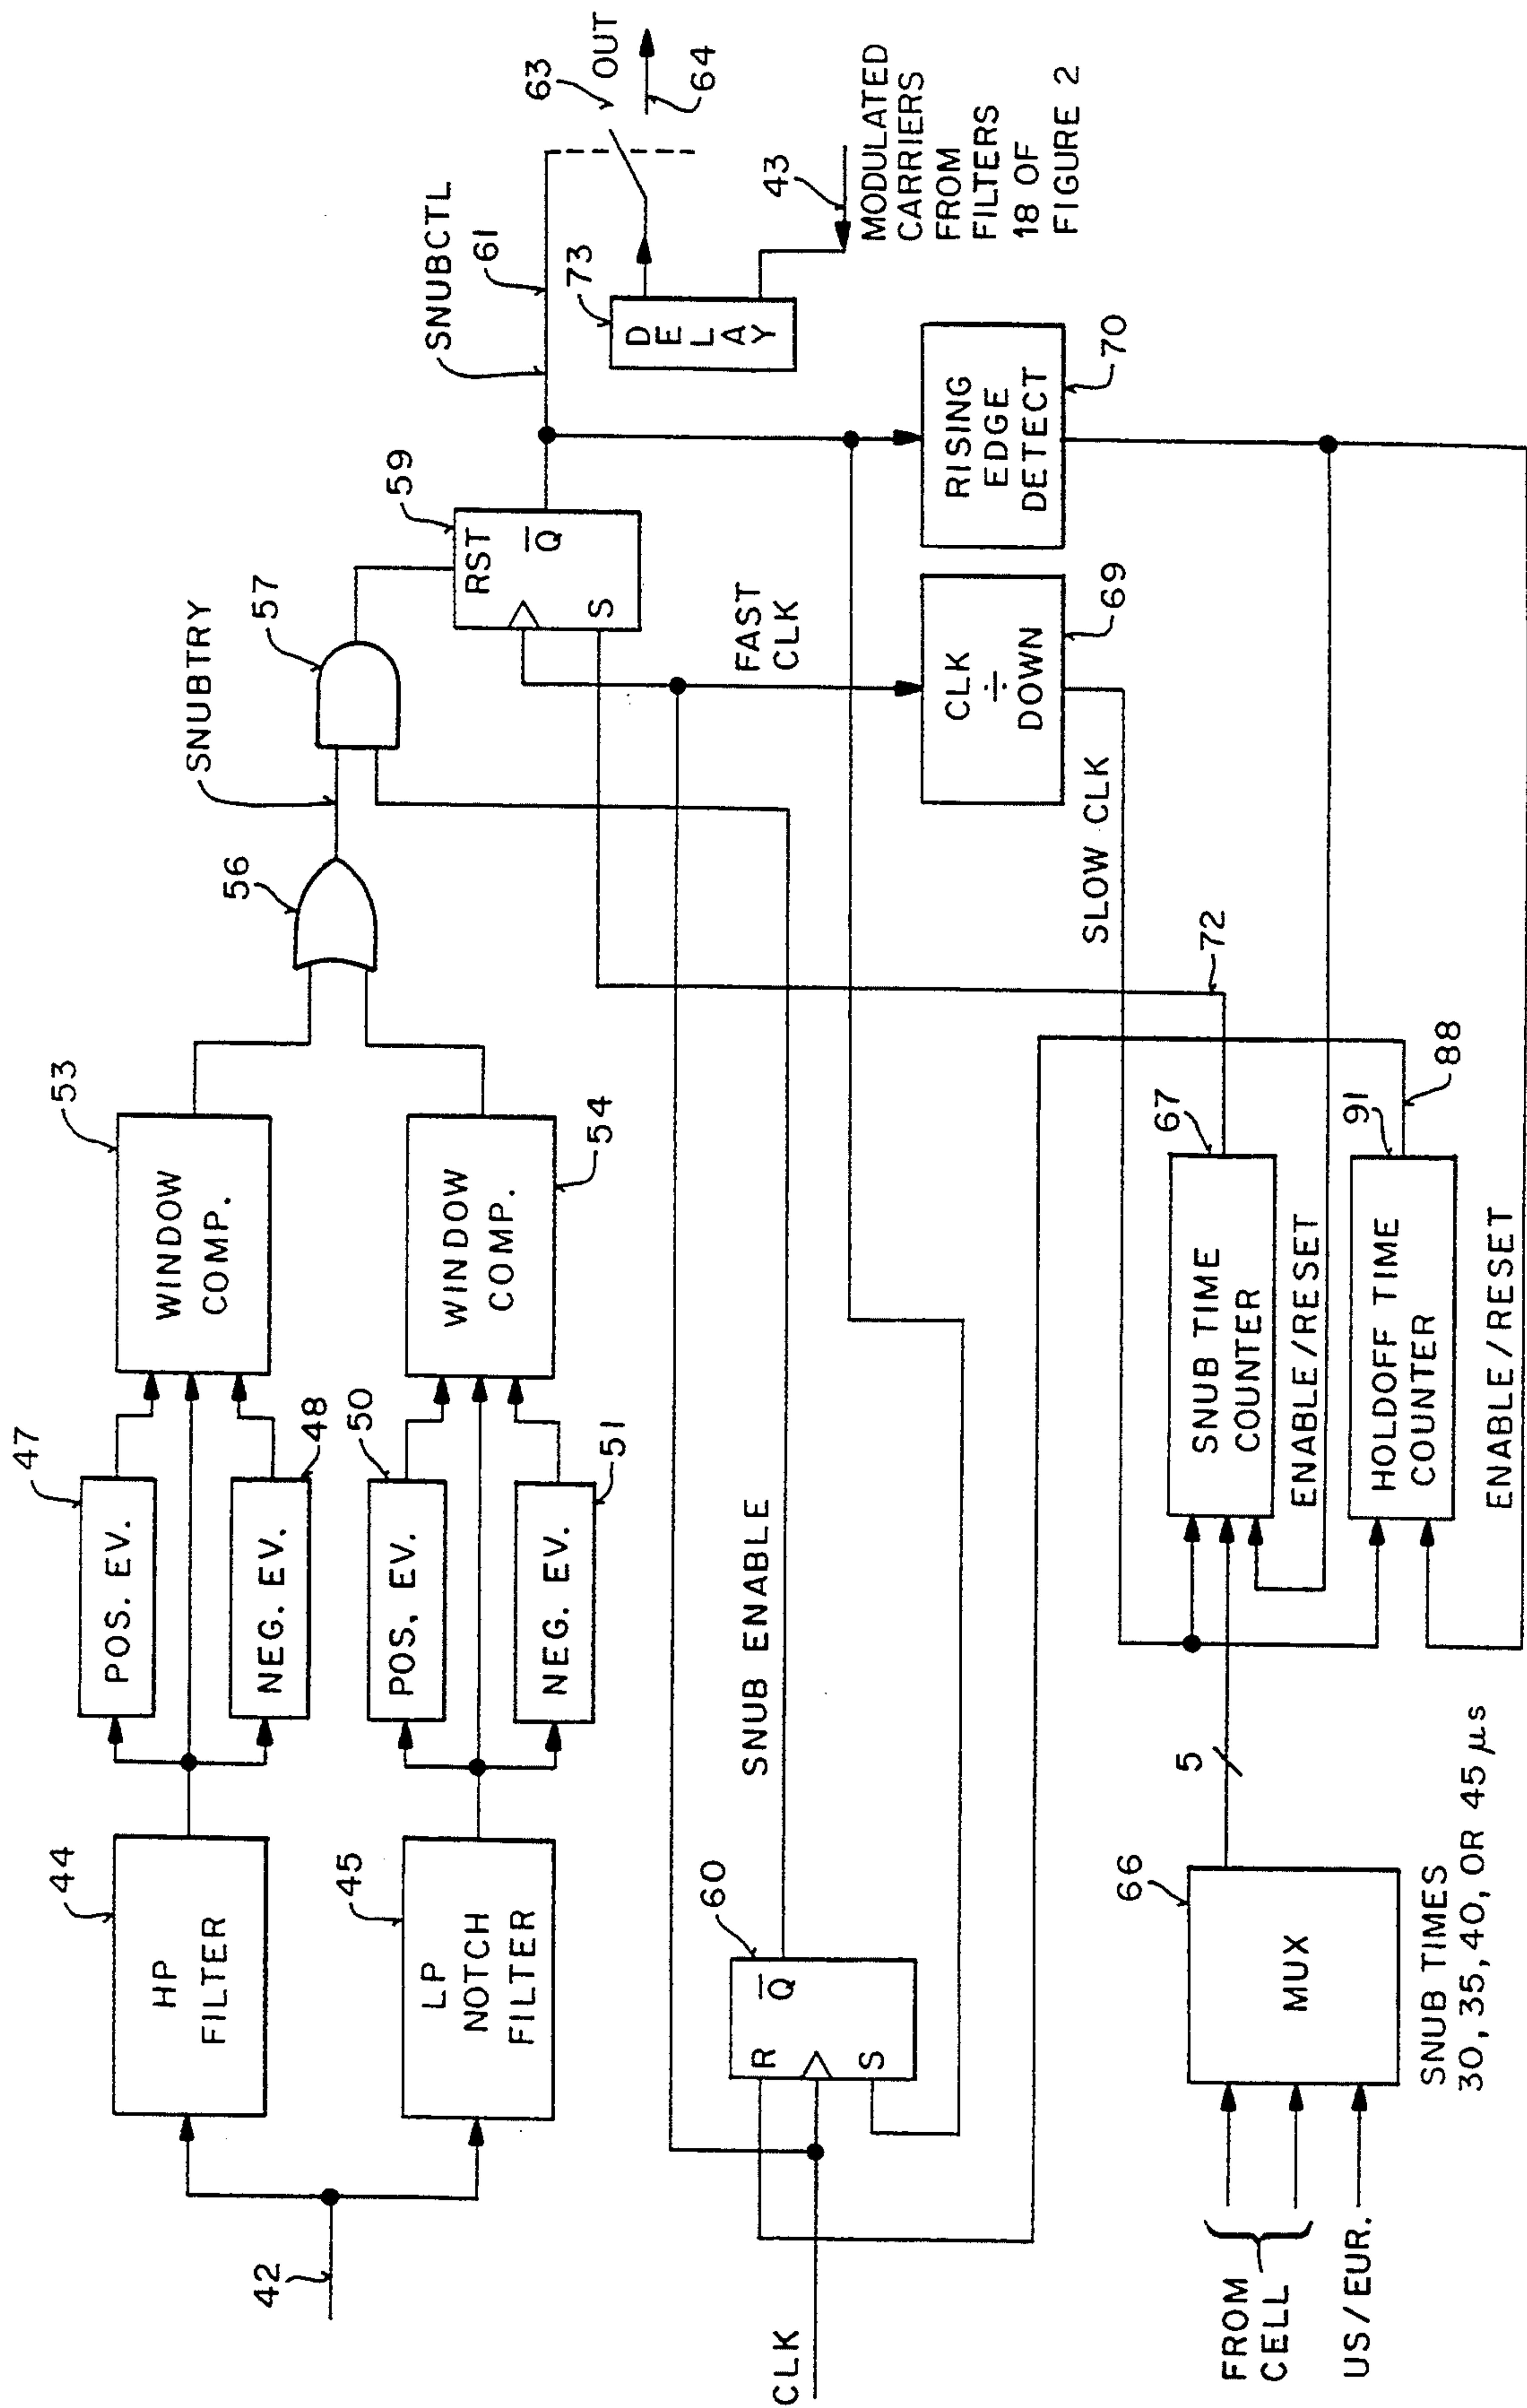 42
44
HP
FILTER
45
LP
NOTCH
FILTER
47
POS. EV.
NEG. EV.
48
50
POS. EV.
NEG. EV.
51
53
WINDOW
COMP.
WINDOW
COMP.
54
56
SNUBTRY
57
59
RST
Q
S
SNUBCTL
61
63
OUT
64
73
DELAY
43
MODULATED
CARRIERS
FROM
FILTERS
18 OF
FIGURE 2
CLK
60
R
Q
S
SNUB ENABLE
FAST
CLK
CLK
÷
DOWN
69
SLOW CLK
RISING
EDGE
DETECT
70
FROM
CELL
US/EUR.
66
MUX
SNUB TIMES
30, 35, 40, OR 45 μs
5
67
SNUB TIME
COUNTER
72
ENABLE/RESET
91
HOLDOFF TIME
COUNTER
88
ENABLE/RESET